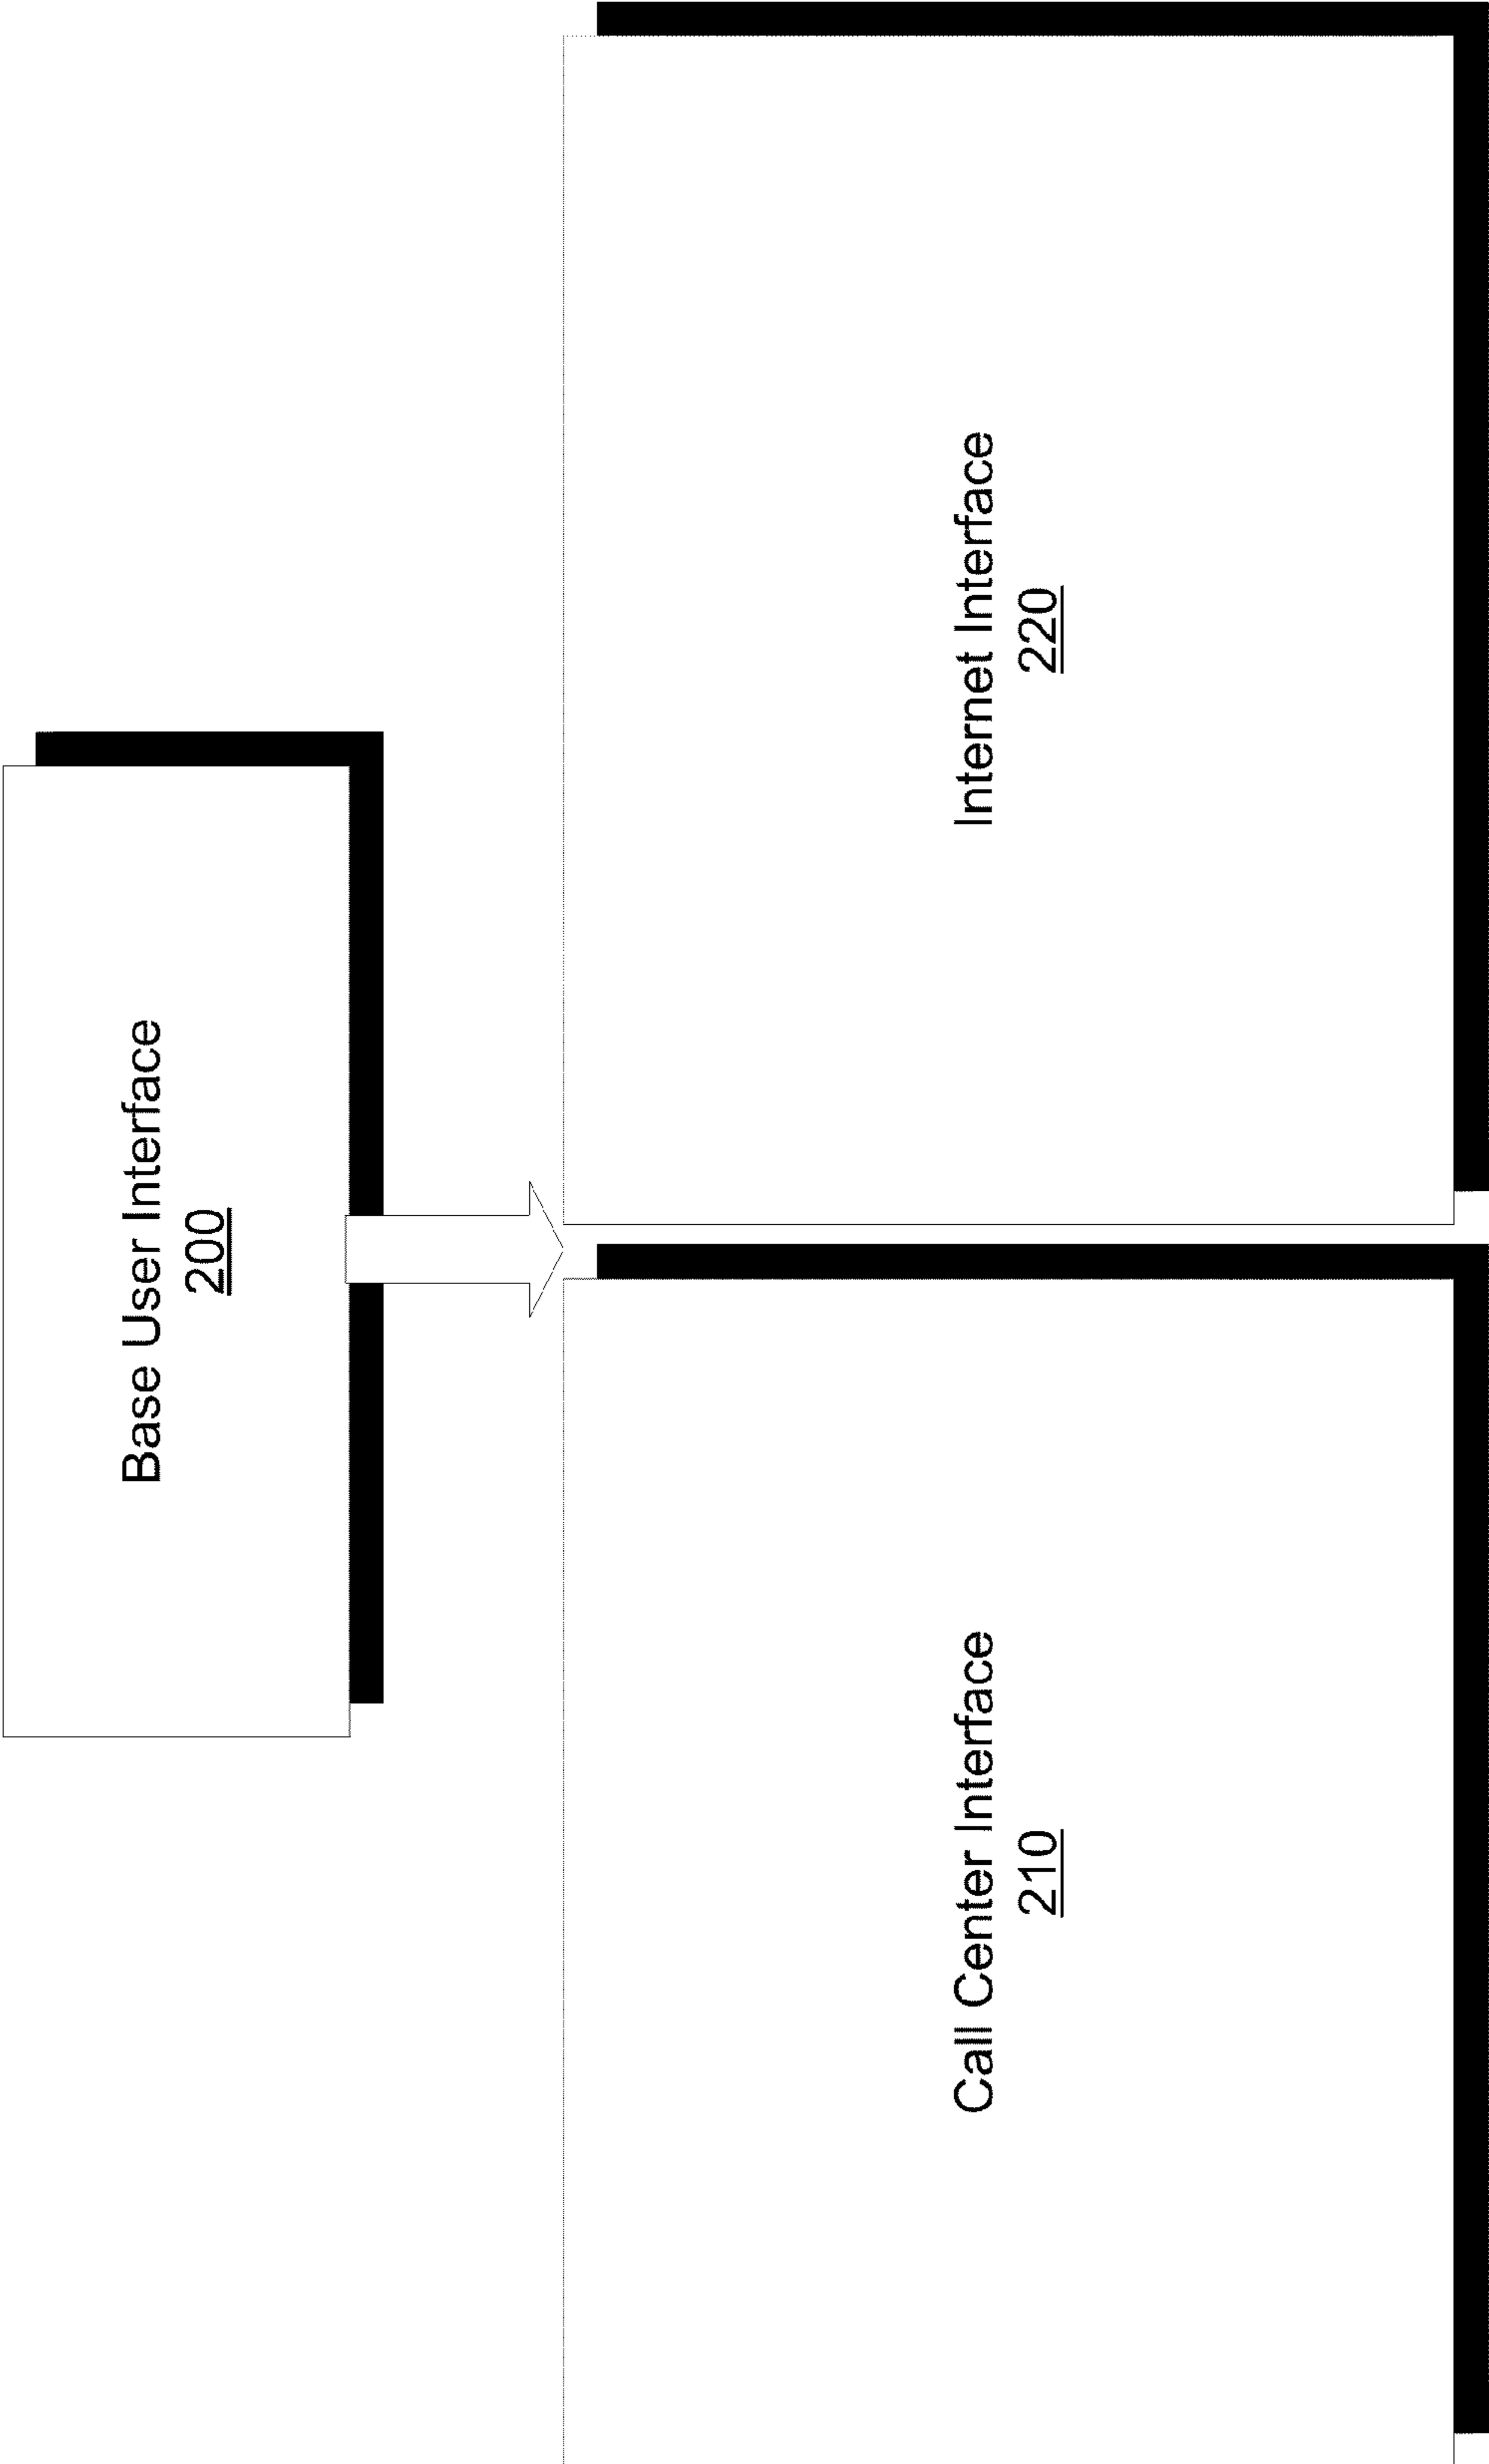 Base User Interface
200
Call Center Interface
210
Internet Interface
220